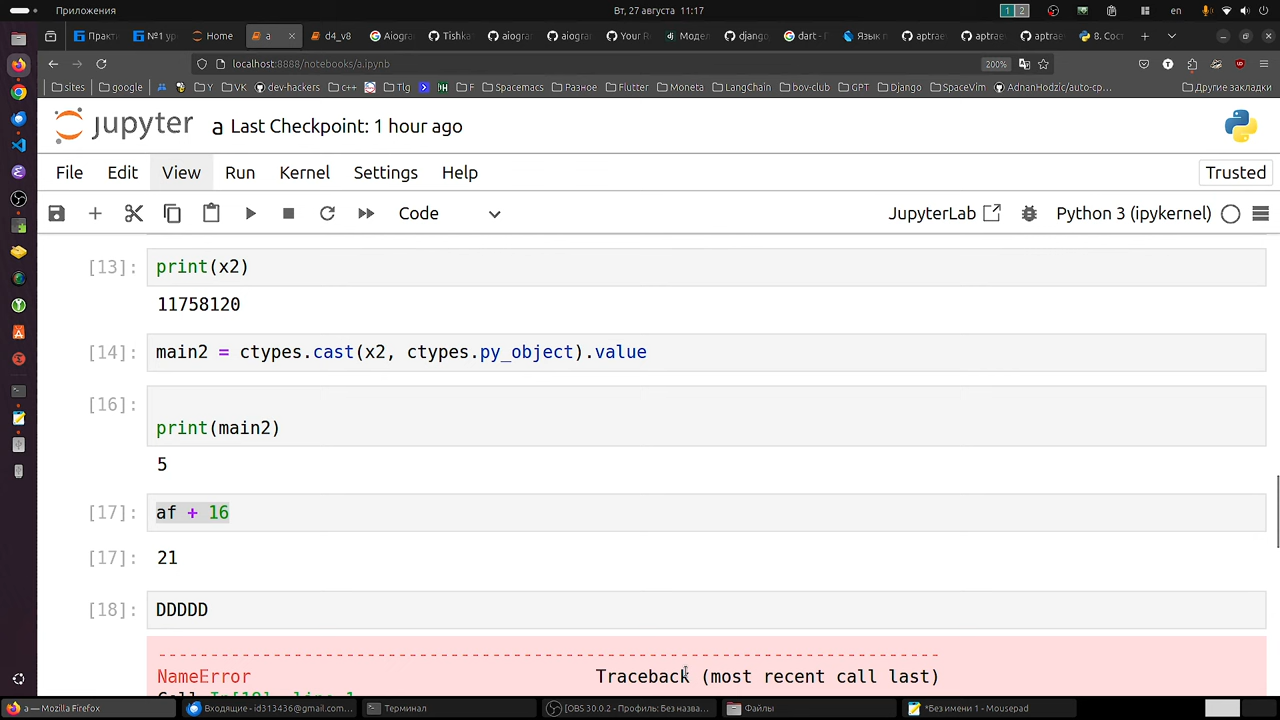 Приложения
Вт, 27 августа 11:17
1 2
en
Практ
№1 ур
Home
a
d4_v8
Aiogra
Tishka
aiogran
aiogra
Your R
Модел
django
dart -
Язык п
aptrae
aptrae
aptrae
8. Сост
localhost:8888/notebooks/a.ipynb
200%
sites
google
Y
VK
dev-hackers
c++
Tlg
F
Spacemacs
Разное
Flutter
Moneta
LangChain
bov-club
GPT
Django
SpaceVim
AdnanHodzic/auto-cp…
Другие закладки
jupyter a Last Checkpoint: 1 hour ago
File Edit View Run Kernel Settings Help
Trusted
Code
JupyterLab
Python 3 (ipykernel)
[13]: print(x2)
11758120
[14]: main2 = ctypes.cast(x2, ctypes.py_object).value
[16]:
print(main2)
5
[17]: af + 16
[17]: 21
[18]: DDDDD
---------------------------------------------------------------------------
NameError Traceback (most recent call last)
Cell In[18], line 1
a — Mozilla Firefox
Входящие - id313436@gmail.com…
Терминал
[OBS 30.0.2 - Профиль: Без назва…
Файлы
*Без имени 1 - Mousepad